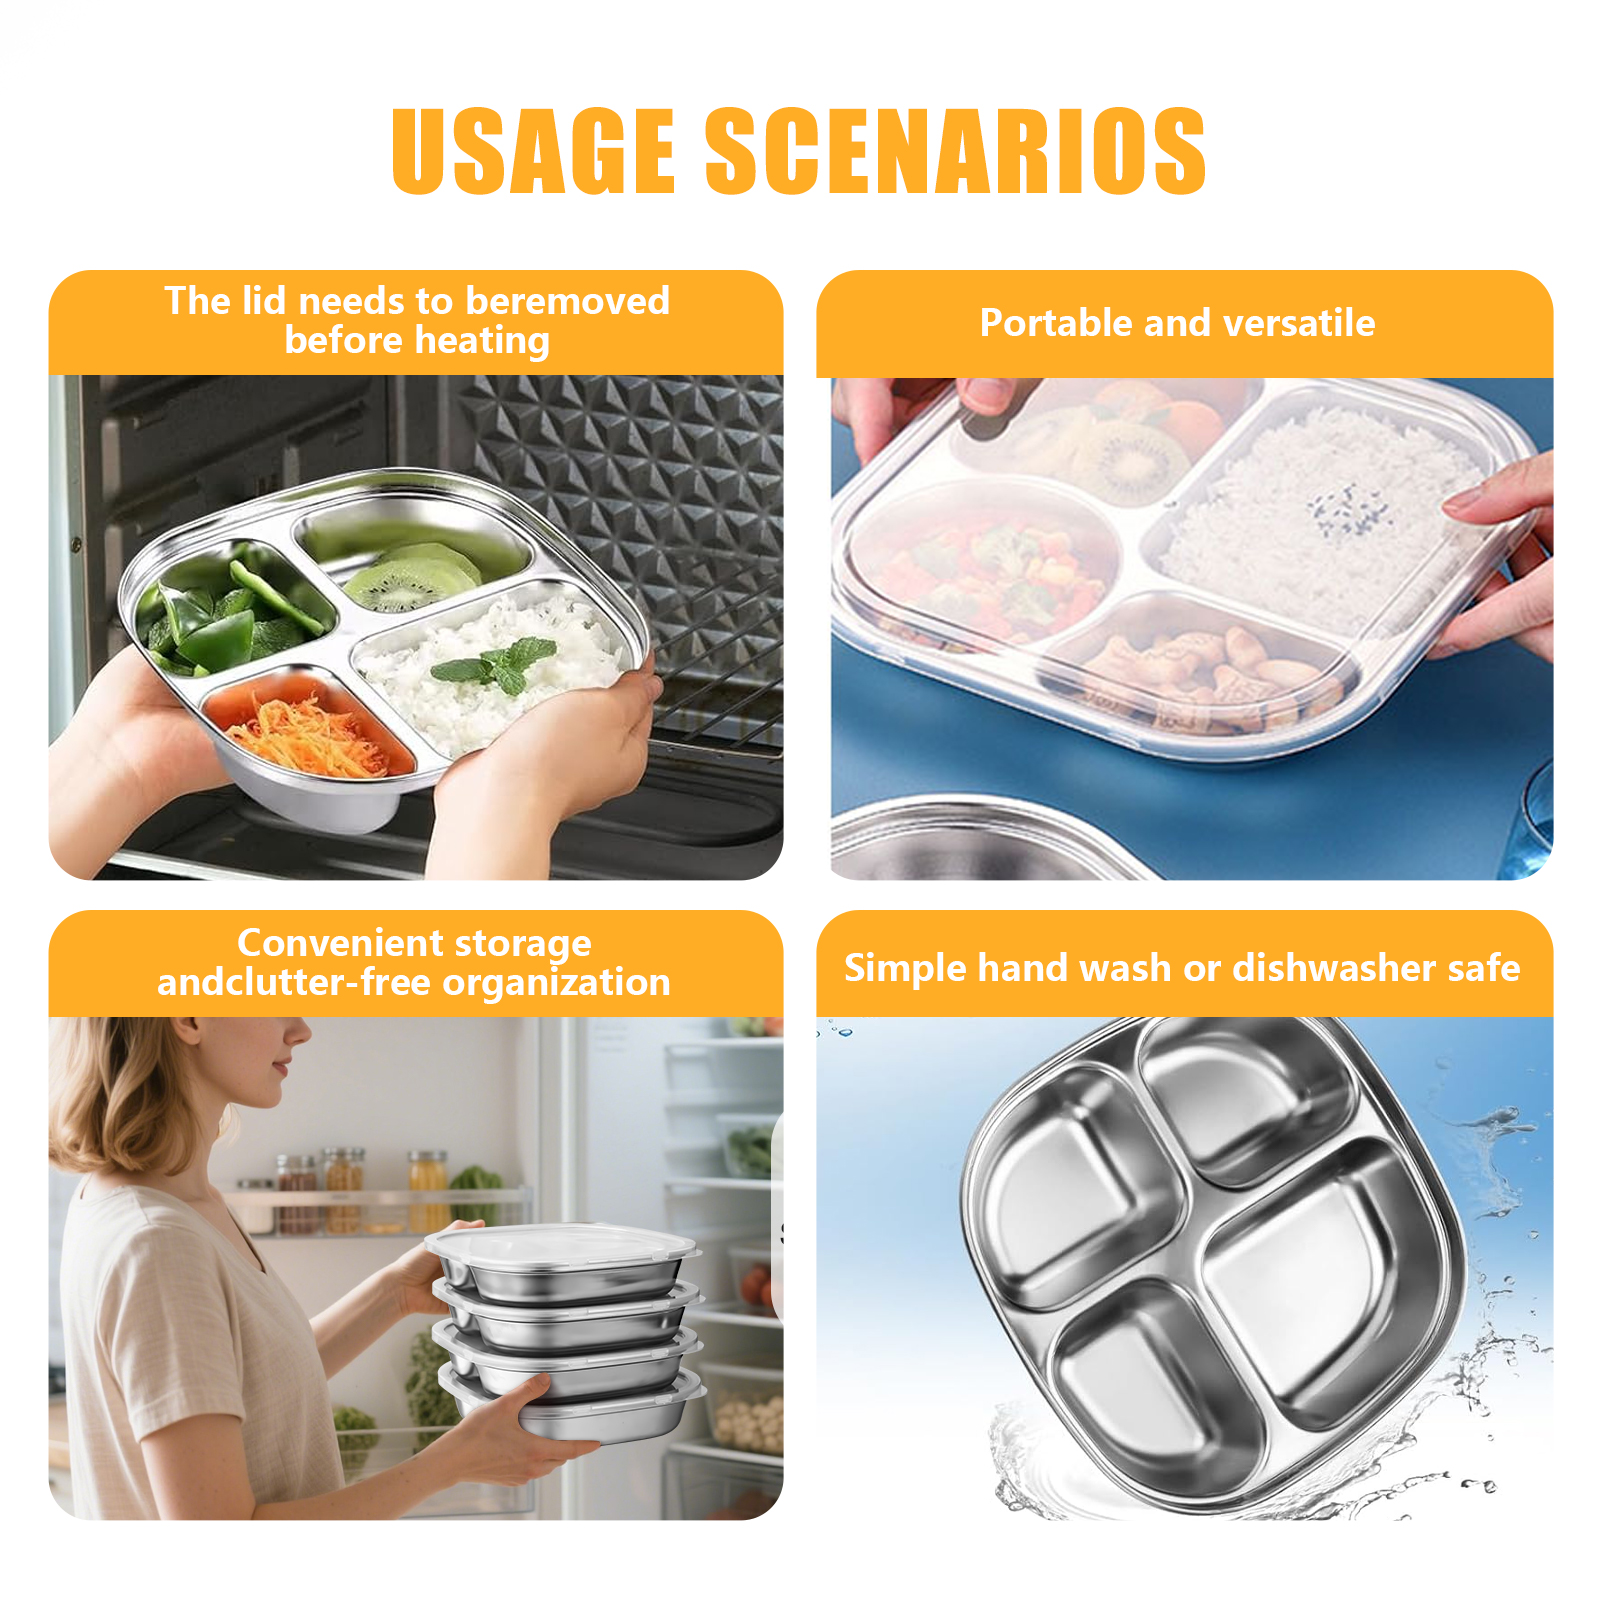 USAGE SCENARIOS
The lid needs to beremoved
before heating
Portable and versatile
Convenient storage
andclutter-free organization
Simple hand wash or dishwasher safe